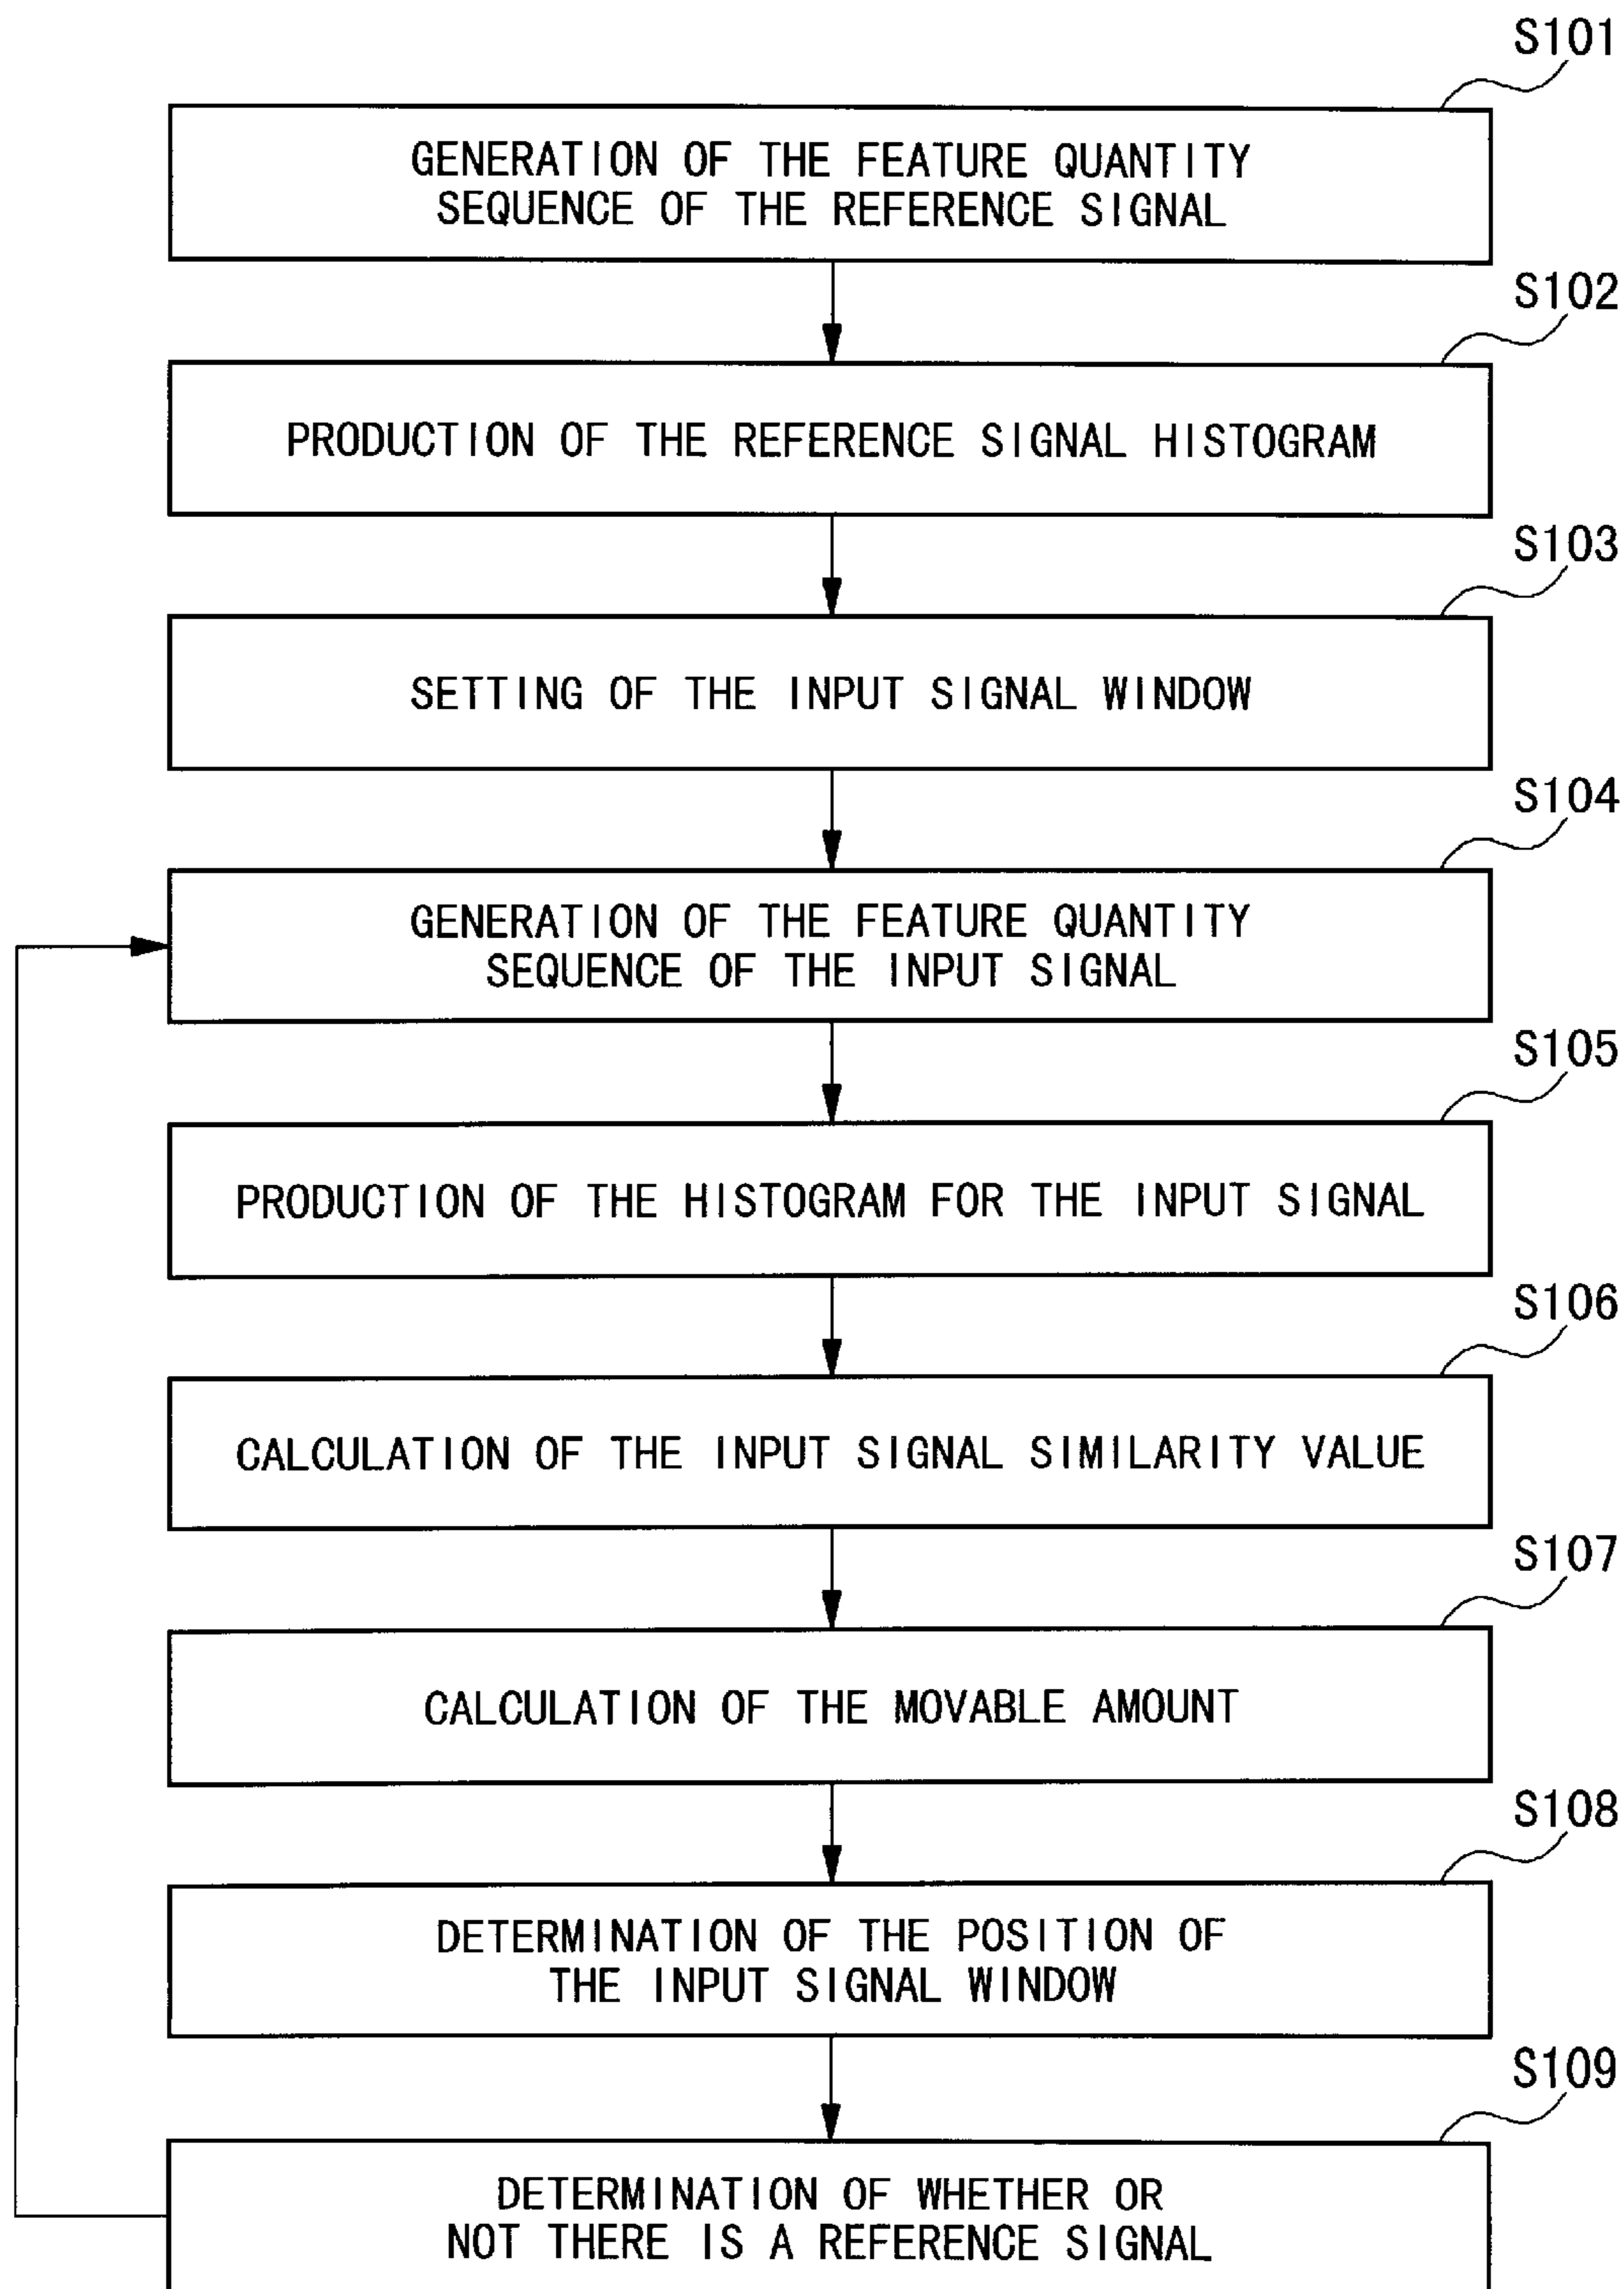 S101
GENERATION OF THE FEATURE QUANTITY
SEQUENCE OF THE REFERENCE SIGNAL
S102
PRODUCTION OF THE REFERENCE SIGNAL HISTOGRAM
S103
SETTING OF THE INPUT SIGNAL WINDOW
S104
GENERATION OF THE FEATURE QUANTITY
SEQUENCE OF THE INPUT SIGNAL
S105
PRODUCTION OF THE HISTOGRAM FOR THE INPUT SIGNAL
S106
CALCULATION OF THE INPUT SIGNAL SIMILARITY VALUE
S107
CALCULATION OF THE MOVABLE AMOUNT
S108
DETERMINATION OF THE POSITION OF
THE INPUT SIGNAL WINDOW
S109
DETERMINATION OF WHETHER OR
NOT THERE IS A REFERENCE SIGNAL